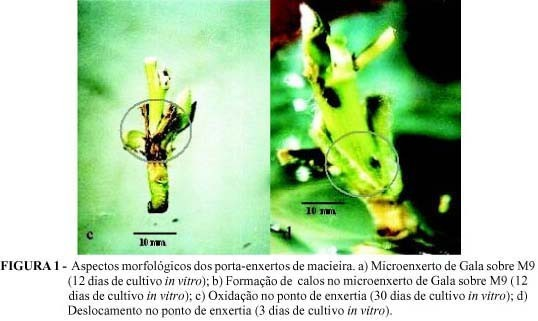 c
10 mm
d
10 mm
FIGURA 1 - Aspectos morfológicos dos porta-enxertos de macieira. a) Microenxerto de Gala sobre M9
(12 dias de cultivo in vitro); b) Formação de calos no microenxerto de Gala sobre M9 (12
dias de cultivo in vitro); c) Oxidação no ponto de enxertia (30 dias de cultivo in vitro); d)
Deslocamento no ponto de enxertia (3 dias de cultivo in vitro).